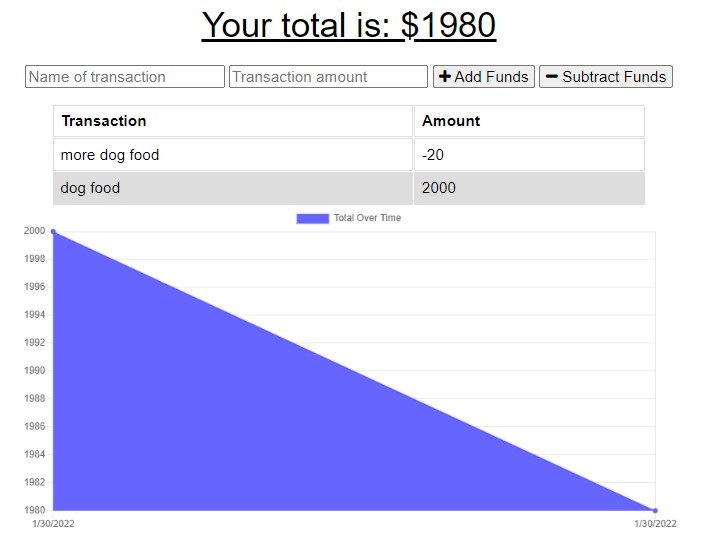 Your total is: $1980
Name of transaction Transaction amount Add Funds Subtract Funds
Transaction Amount
more dog food -20
dog food 2000
Total Over Time
2000
1998
1996
1994
1992
1990
1988
1986
1984
1982
1980
1/30/2022 1/30/2022